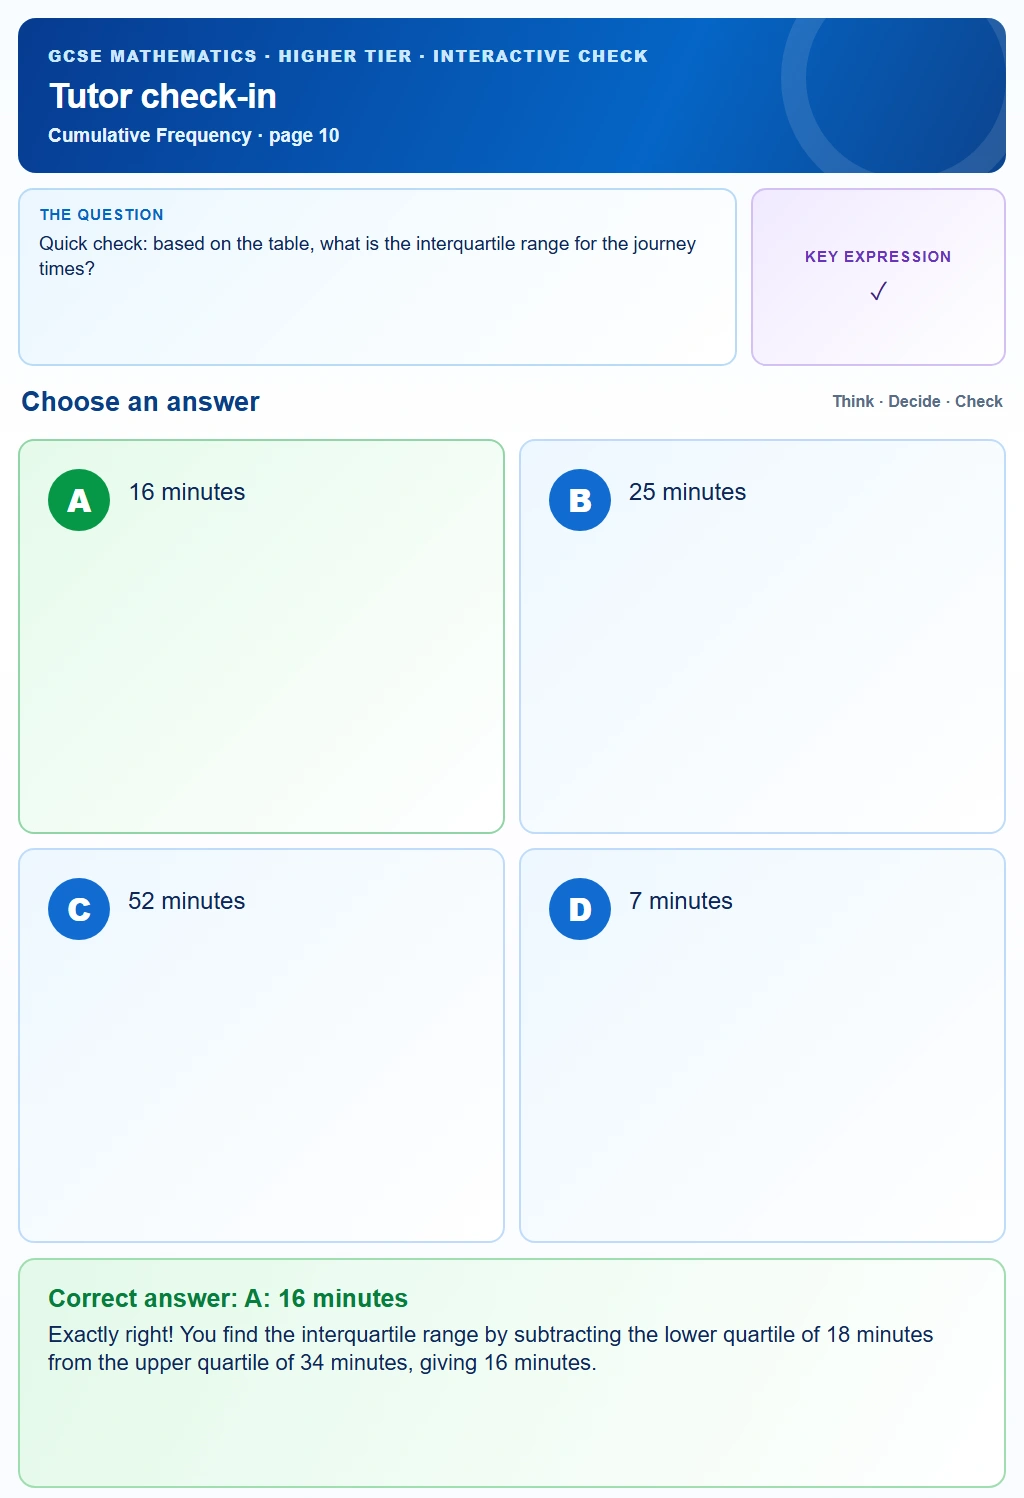 GCSE MATHEMATICS · HIGHER TIER · INTERACTIVE CHECK
Tutor check-in
Cumulative Frequency · page 10
THE QUESTION
Quick check: based on the table, what is the interquartile range for the journey
times?
KEY EXPRESSION
✓
Choose an answer
Think · Decide · Check
A
16 minutes
B
25 minutes
C
52 minutes
D
7 minutes
Correct answer: A: 16 minutes
Exactly right! You find the interquartile range by subtracting the lower quartile of 18 minutes
from the upper quartile of 34 minutes, giving 16 minutes.